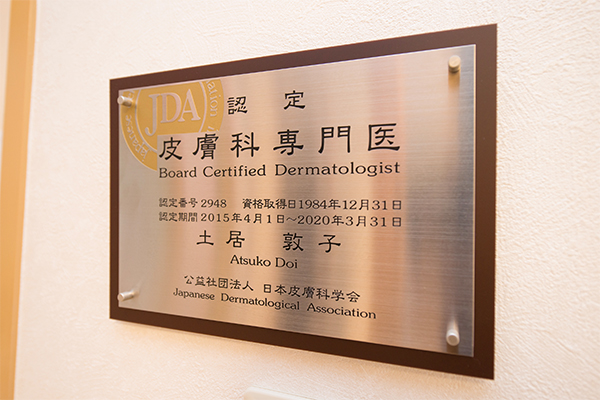 JDA
認定
皮膚科専門医
Board Certified Dermatologist
認定番号 2948 資格取得日1984年12月31日
認定期間 2015年4月1日～2020年3月31日
土居 敦子
Atsuko Doi
公益社団法人 日本皮膚科学会
Japanese Dermatological Association